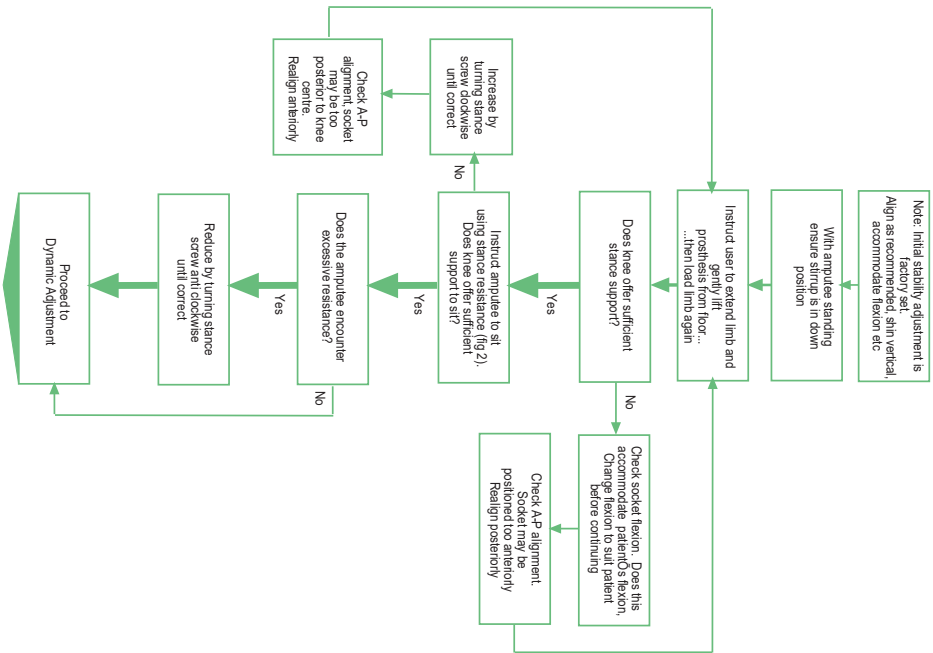 Note: Initial stability adjustment is
factory set.
Align as recommended, shin vertical,
accommodate flexion etc
With amputee standing
ensure stirrup is in down
position
Instruct user to extend limb and
gently lift
prosthesis from floor...
...then load limb again
Does knee offer sufficient
stance support?
No
Check socket flexion. Does this
accommodate patientÕs flexion,
Change flexion to suit patient
before continuing
Check A-P alignment.
Socket may be
positioned too anteriorly
Realign posteriorly
Yes
Instruct amputee to sit
using stance resistance (fig 2).
Does knee offer sufficient
support to sit?
No
Increase by
turning stance
screw clockwise
until correct
Check A-P
alignment, socket
may be too
posterior to knee
centre.
Realign anteriorly
Yes
Does the amputee encounter
excessive resistance?
No
Yes
Reduce by turning stance
screw anti clockwise
until correct
Proceed to
Dynamic Adjustment